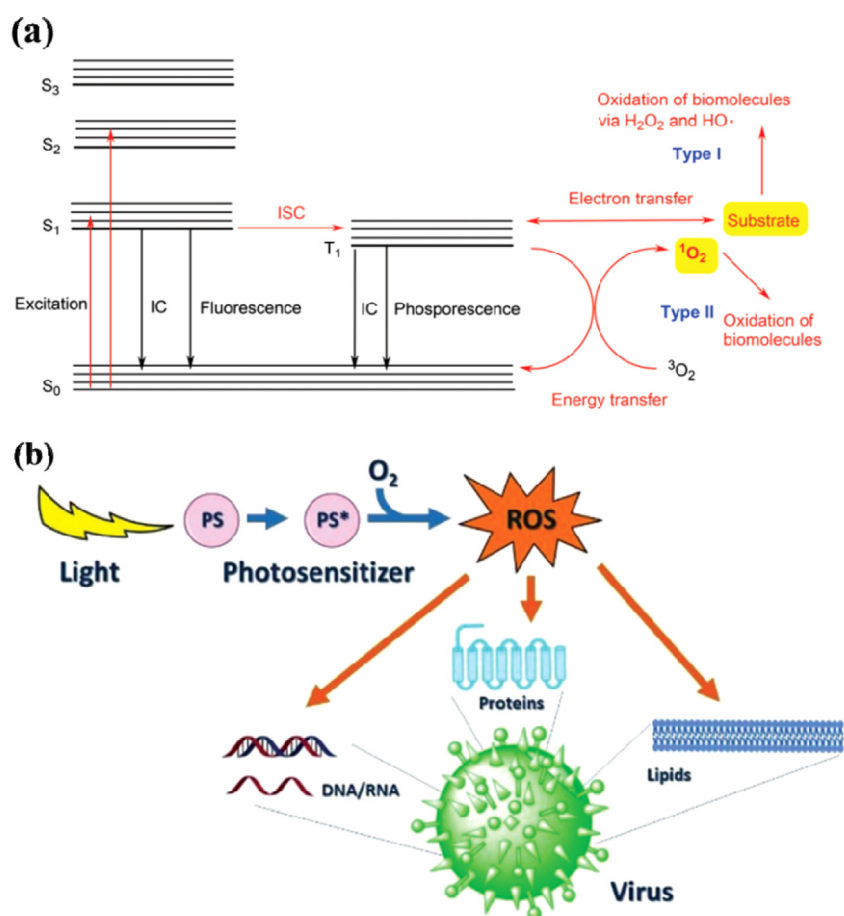 (a)
S₃
S₂
S₁
Excitation
IC
Fluorescence
ISC
T₁
IC
Phosporescence
S₀
Oxidation of biomolecules
via H₂O₂ and HO·
Type I
Electron transfer
Substrate
¹O₂
Type II
Oxidation of
biomolecules
³O₂
Energy transfer
(b)
Light
PS
PS*
Photosensitizer
O₂
ROS
Proteins
DNA/RNA
Lipids
Virus